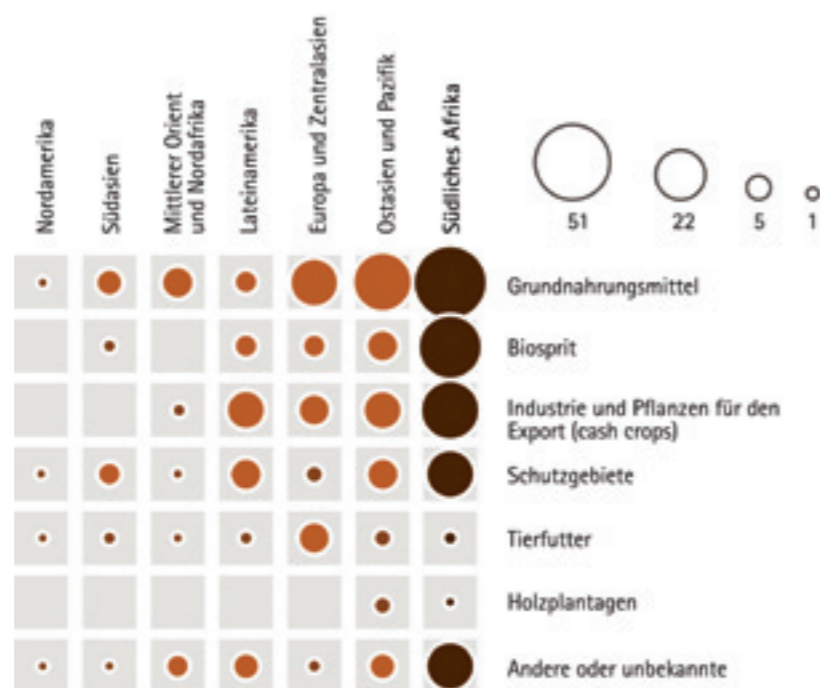 Nordamerika
Südasien
Mittlerer Orient
und Nordafrika
Lateinamerika
Europa und Zentralasien
Ostasien und Pazifik
Südliches Afrika
51
22
5
1
Grundnahrungsmittel
Biosprit
Industrie und Pflanzen für den
Export (cash crops)
Schutzgebiete
Tierfutter
Holzplantagen
Andere oder unbekannte